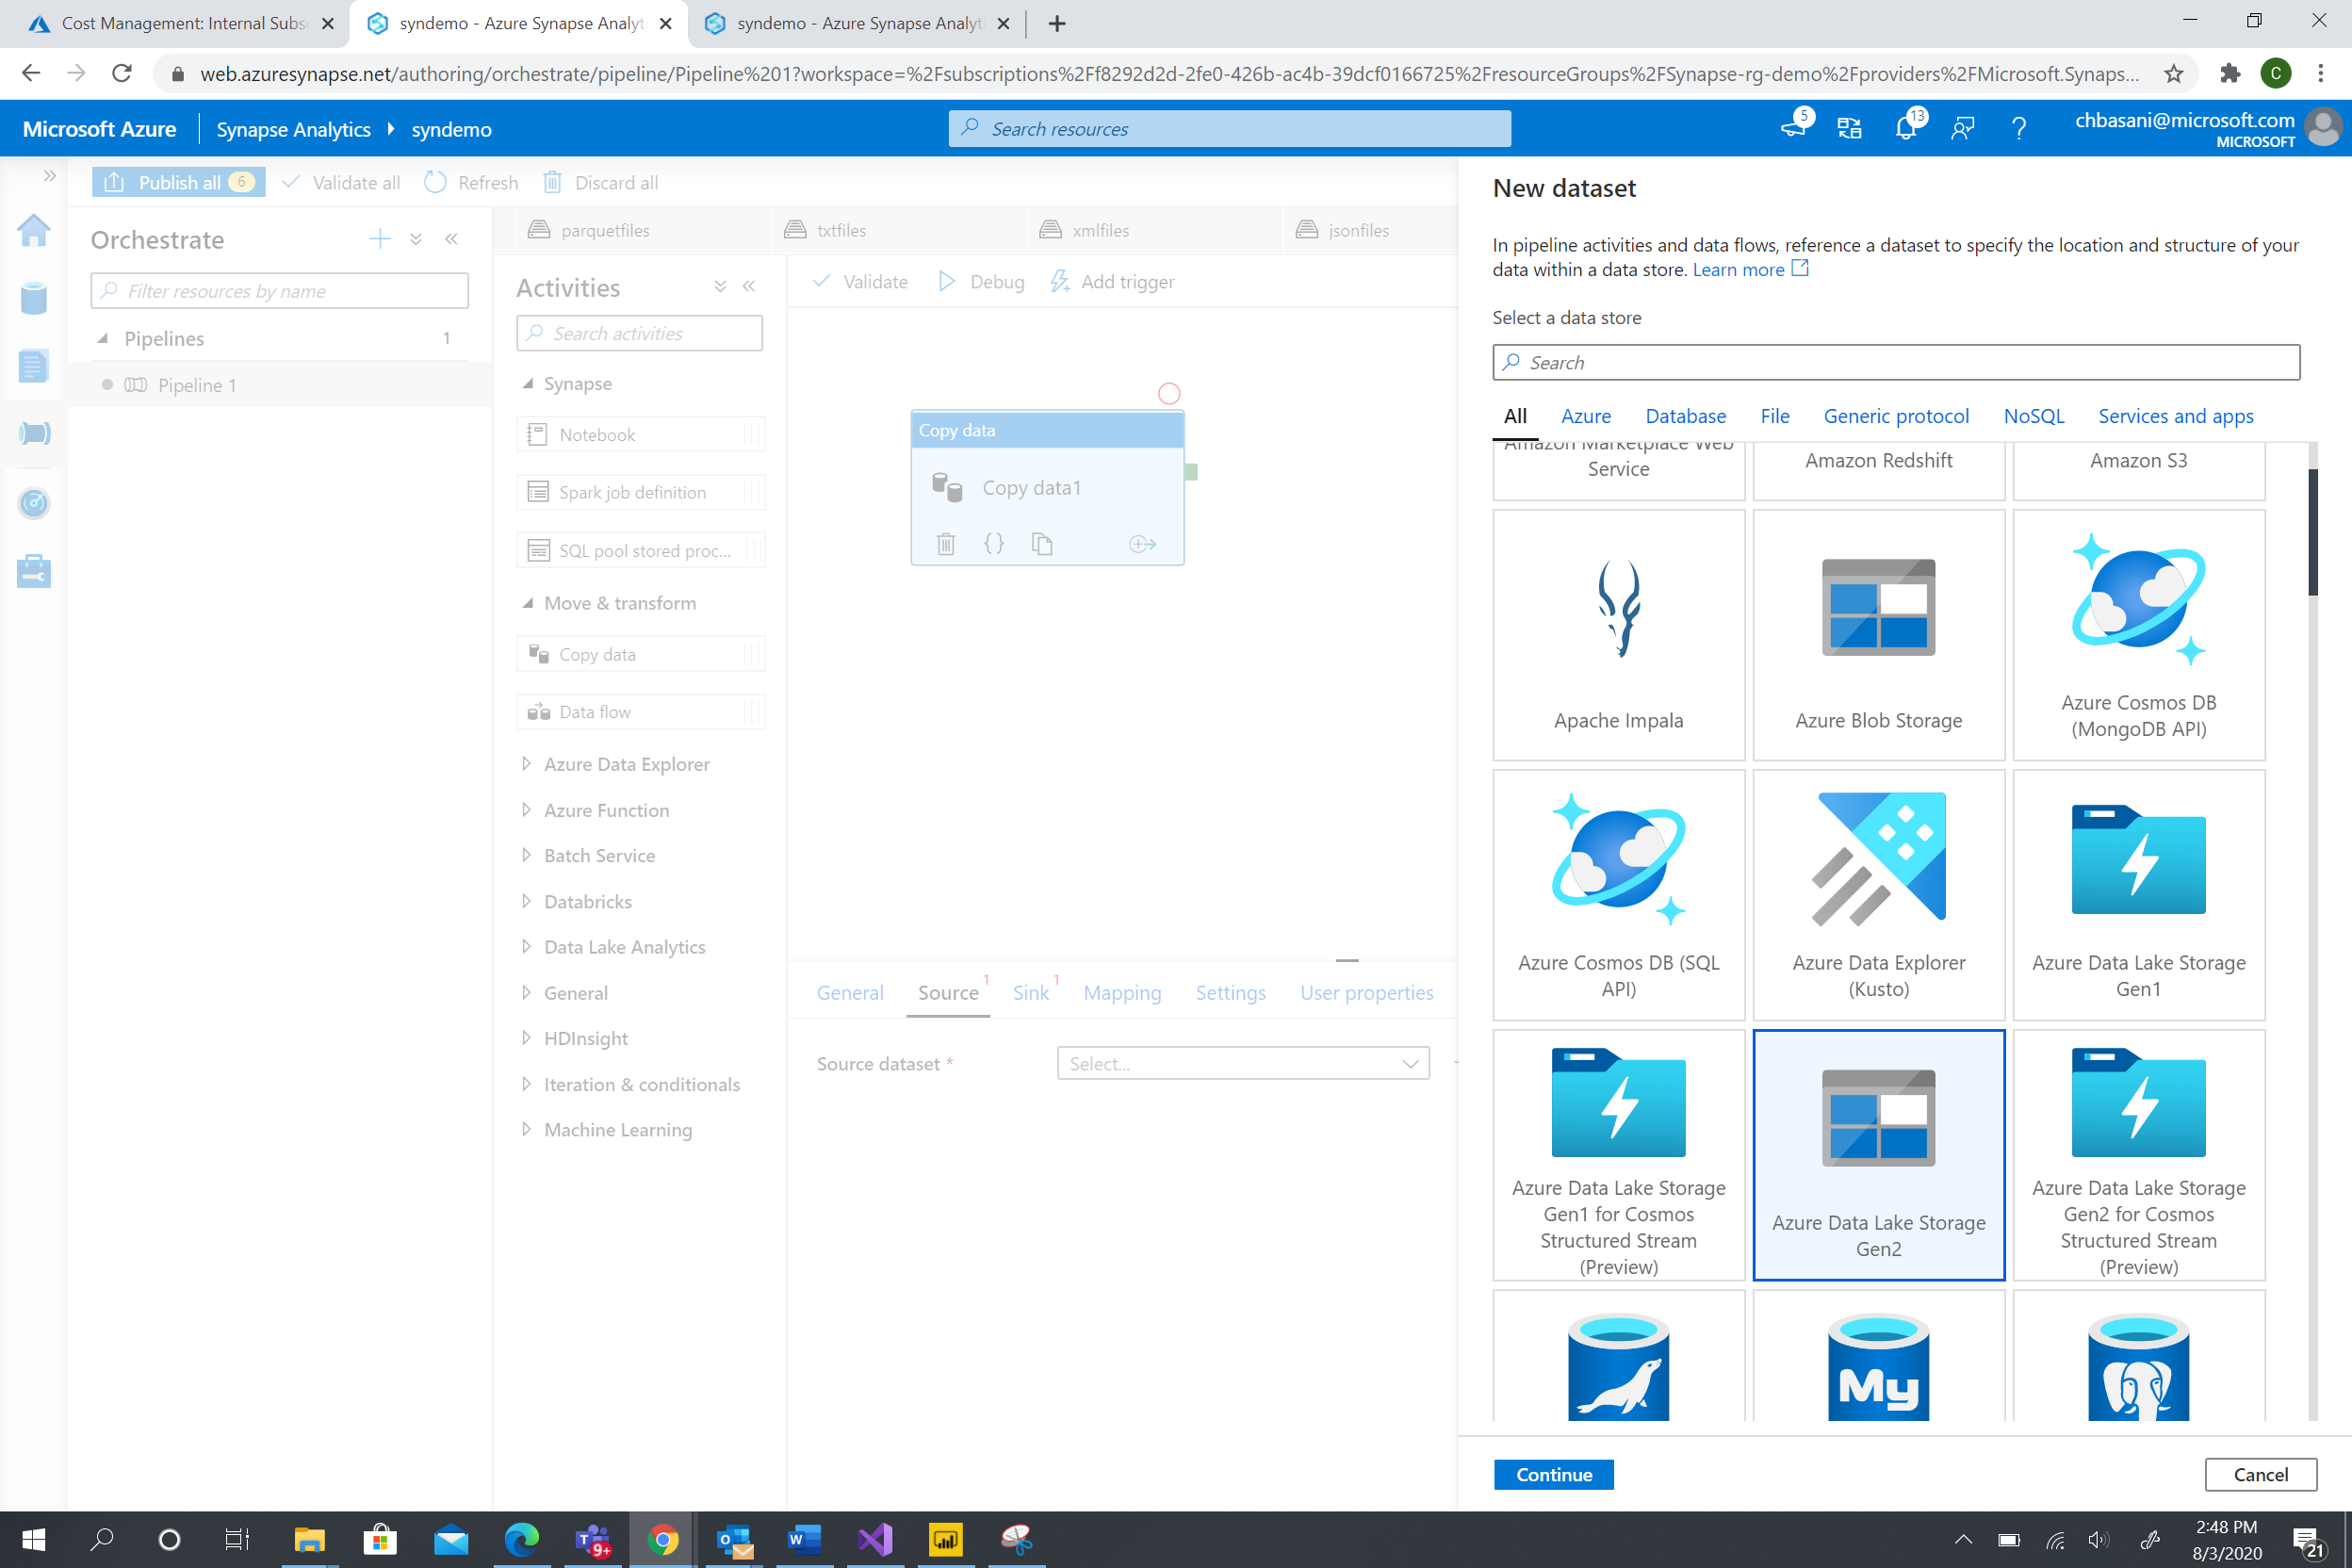 Cost Management: Internal Subs
syndemo - Azure Synapse Analyt
syndemo - Azure Synapse Analyt
web.azuresynapse.net/authoring/orchestrate/pipeline/Pipeline%201?workspace=%2Fsubscriptions%2Ff8292d2d-2fe0-426b-ac4b-39dcf0166725%2FresourceGroups%2FSynapse-rg-demo%2Fproviders%2FMicrosoft.Synaps...
C
Microsoft Azure
Synapse Analytics
syndemo
Search resources
5
13
chbasani@microsoft.com
MICROSOFT
Publish all 6
Validate all
Refresh
Discard all
Orchestrate
Filter resources by name
Pipelines 1
Pipeline 1
parquetfiles
txtfiles
xmlfiles
jsonfiles
Activities
Search activities
Synapse
Notebook
Spark job definition
SQL pool stored proc...
Move & transform
Copy data
Data flow
Azure Data Explorer
Azure Function
Batch Service
Databricks
Data Lake Analytics
General
HDInsight
Iteration & conditionals
Machine Learning
Validate
Debug
Add trigger
Copy data
Copy data1
{}
General
Source 1
Sink 1
Mapping
Settings
User properties
Source dataset *
Select...
New dataset
In pipeline activities and data flows, reference a dataset to specify the location and structure of your
data within a data store. Learn more
Select a data store
Search
All
Azure
Database
File
Generic protocol
NoSQL
Services and apps
Amazon Marketplace Web
Service
Amazon Redshift
Amazon S3
Apache Impala
Azure Blob Storage
Azure Cosmos DB
(MongoDB API)
Azure Cosmos DB (SQL
API)
Azure Data Explorer
(Kusto)
Azure Data Lake Storage
Gen1
Azure Data Lake Storage
Gen1 for Cosmos
Structured Stream
(Preview)
Azure Data Lake Storage
Gen2
Azure Data Lake Storage
Gen2 for Cosmos
Structured Stream
(Preview)
My
Continue
Cancel
9+
2:48 PM
8/3/2020
21